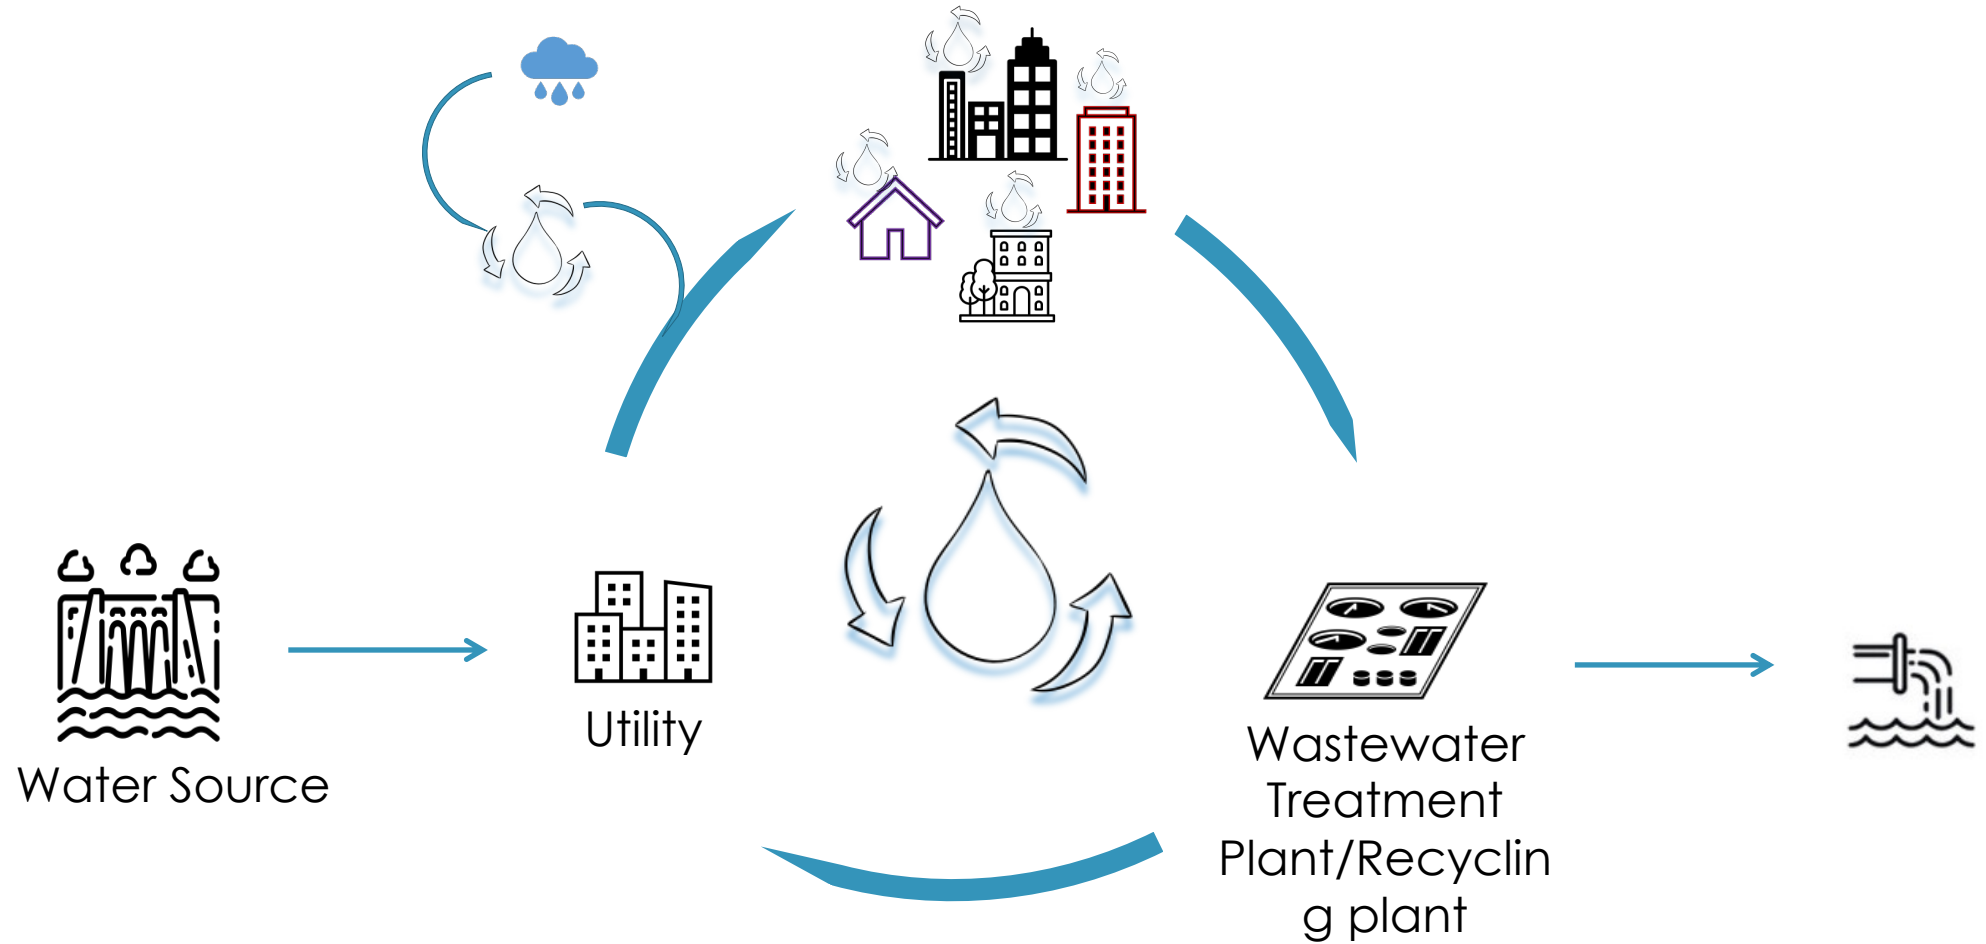 Utility
Water Source
Wastewater
Treatment
Plant/Recyclin
g plant